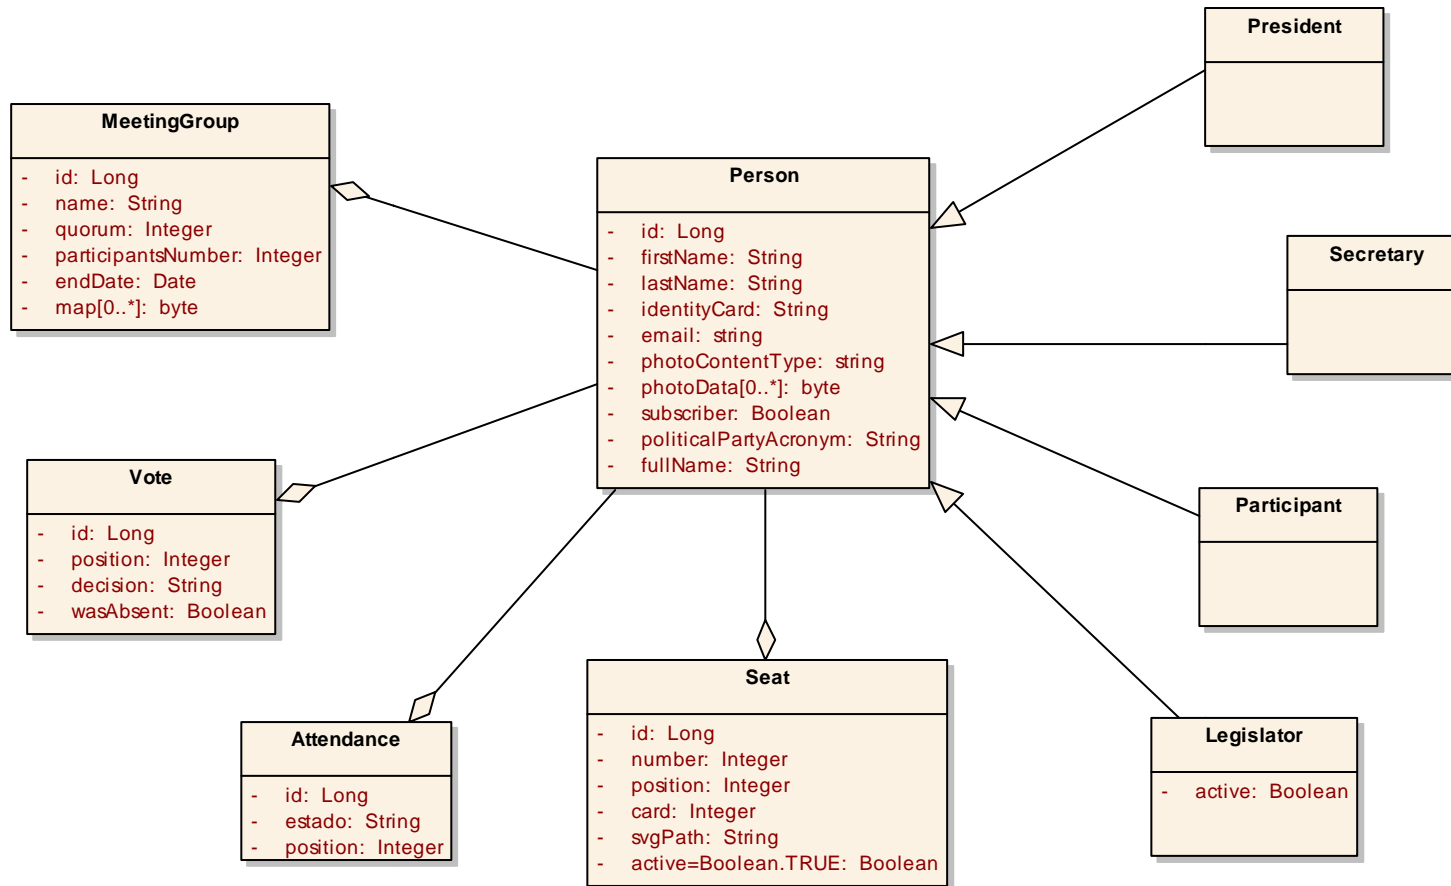 President
MeetingGroup
- id: Long
- name: String
- quorum: Integer
- participantsNumber: Integer
- endDate: Date
- map[0..*]: byte
Person
- id: Long
- firstName: String
- lastName: String
- identityCard: String
- email: string
- photoContentType: string
- photoData[0..*]: byte
- subscriber: Boolean
- politicalPartyAcronym: String
- fullName: String
Secretary
Vote
- id: Long
- position: Integer
- decision: String
- wasAbsent: Boolean
Participant
Attendance
- id: Long
- estado: String
- position: Integer
Seat
- id: Long
- number: Integer
- position: Integer
- card: Integer
- svgPath: String
- active=Boolean.TRUE: Boolean
Legislator
- active: Boolean